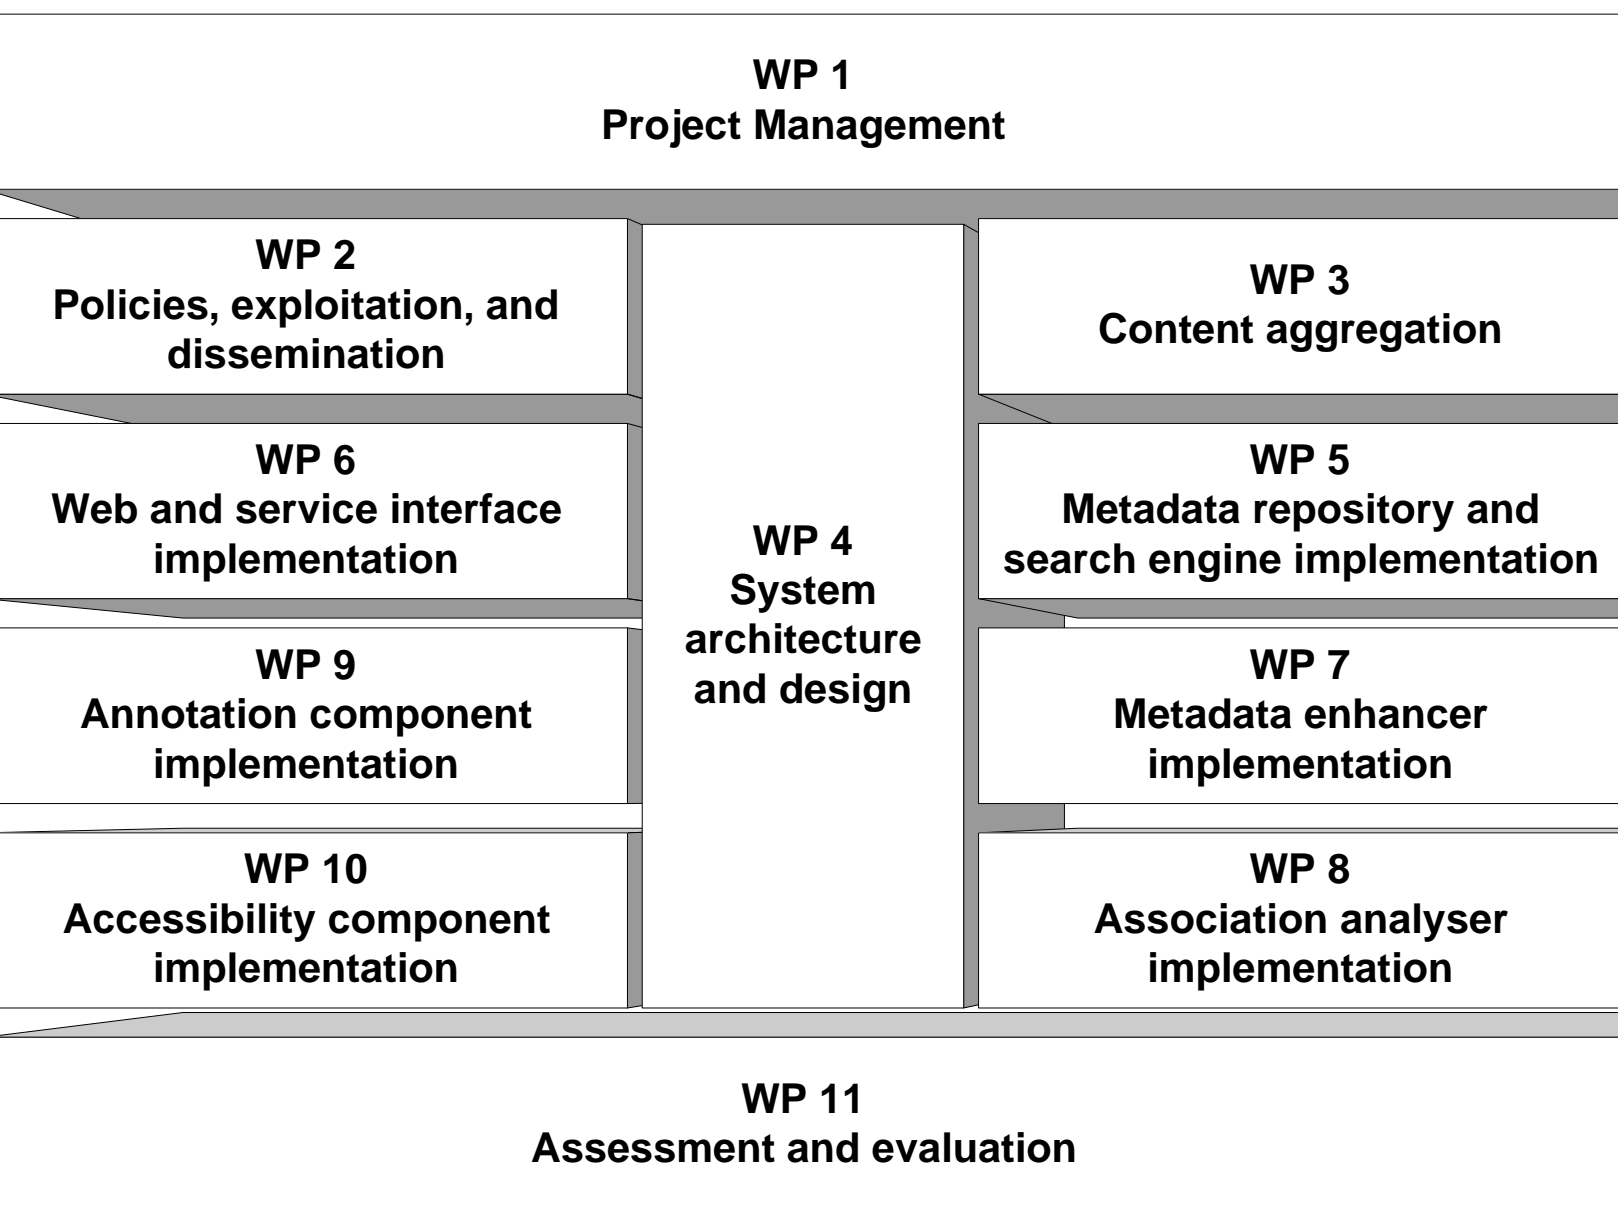 WP 1
Project Management
WP 2
Policies, exploitation, and
dissemination
WP 3
Content aggregation
WP 6
Web and service interface
implementation
WP 4
System
architecture
and design
WP 5
Metadata repository and
search engine implementation
WP 9
Annotation component
implementation
WP 7
Metadata enhancer
implementation
WP 10
Accessibility component
implementation
WP 8
Association analyser
implementation
WP 11
Assessment and evaluation